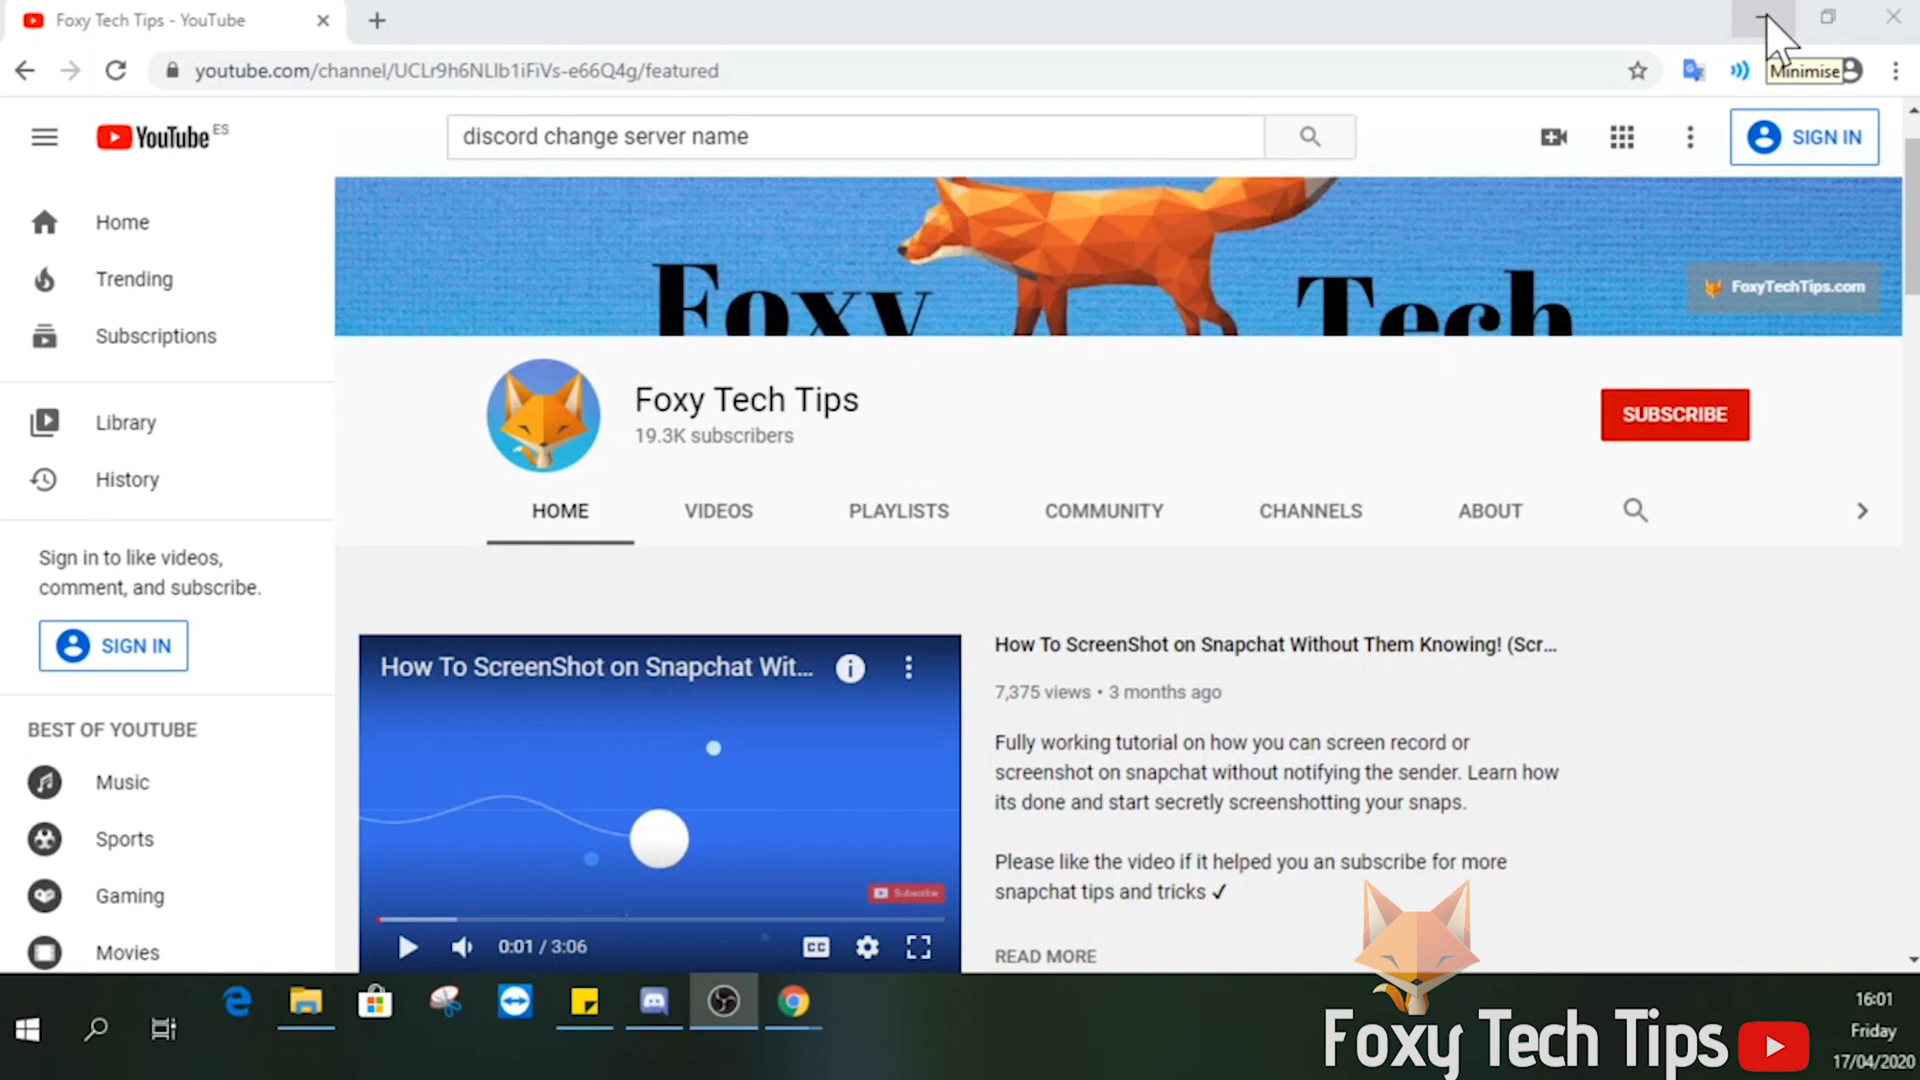 Foxy Tech Tips - YouTube
youtube.com/channel/UCLr9h6NLIb1iFiVs-e66Q4g/featured
Minimise
YouTube ES
discord change server name
SIGN IN
Home
Trending
Subscriptions
Library
History
Sign in to like videos,
comment, and subscribe.
SIGN IN
BEST OF YOUTUBE
Music
Sports
Gaming
Movies
Foxy Tech
FoxyTechTips.com
Foxy Tech Tips
19.3K subscribers
SUBSCRIBE
HOME VIDEOS PLAYLISTS COMMUNITY CHANNELS ABOUT
How To ScreenShot on Snapchat Wit...
Subscribe
0:01 / 3:06
CC
How To ScreenShot on Snapchat Without Them Knowing! (Scr...
7,375 views • 3 months ago
Fully working tutorial on how you can screen record or
screenshot on snapchat without notifying the sender. Learn how
its done and start secretly screenshotting your snaps.
Please like the video if it helped you an subscribe for more
snapchat tips and tricks ✓
READ MORE
Foxy Tech Tips
16:01
Friday
17/04/2020